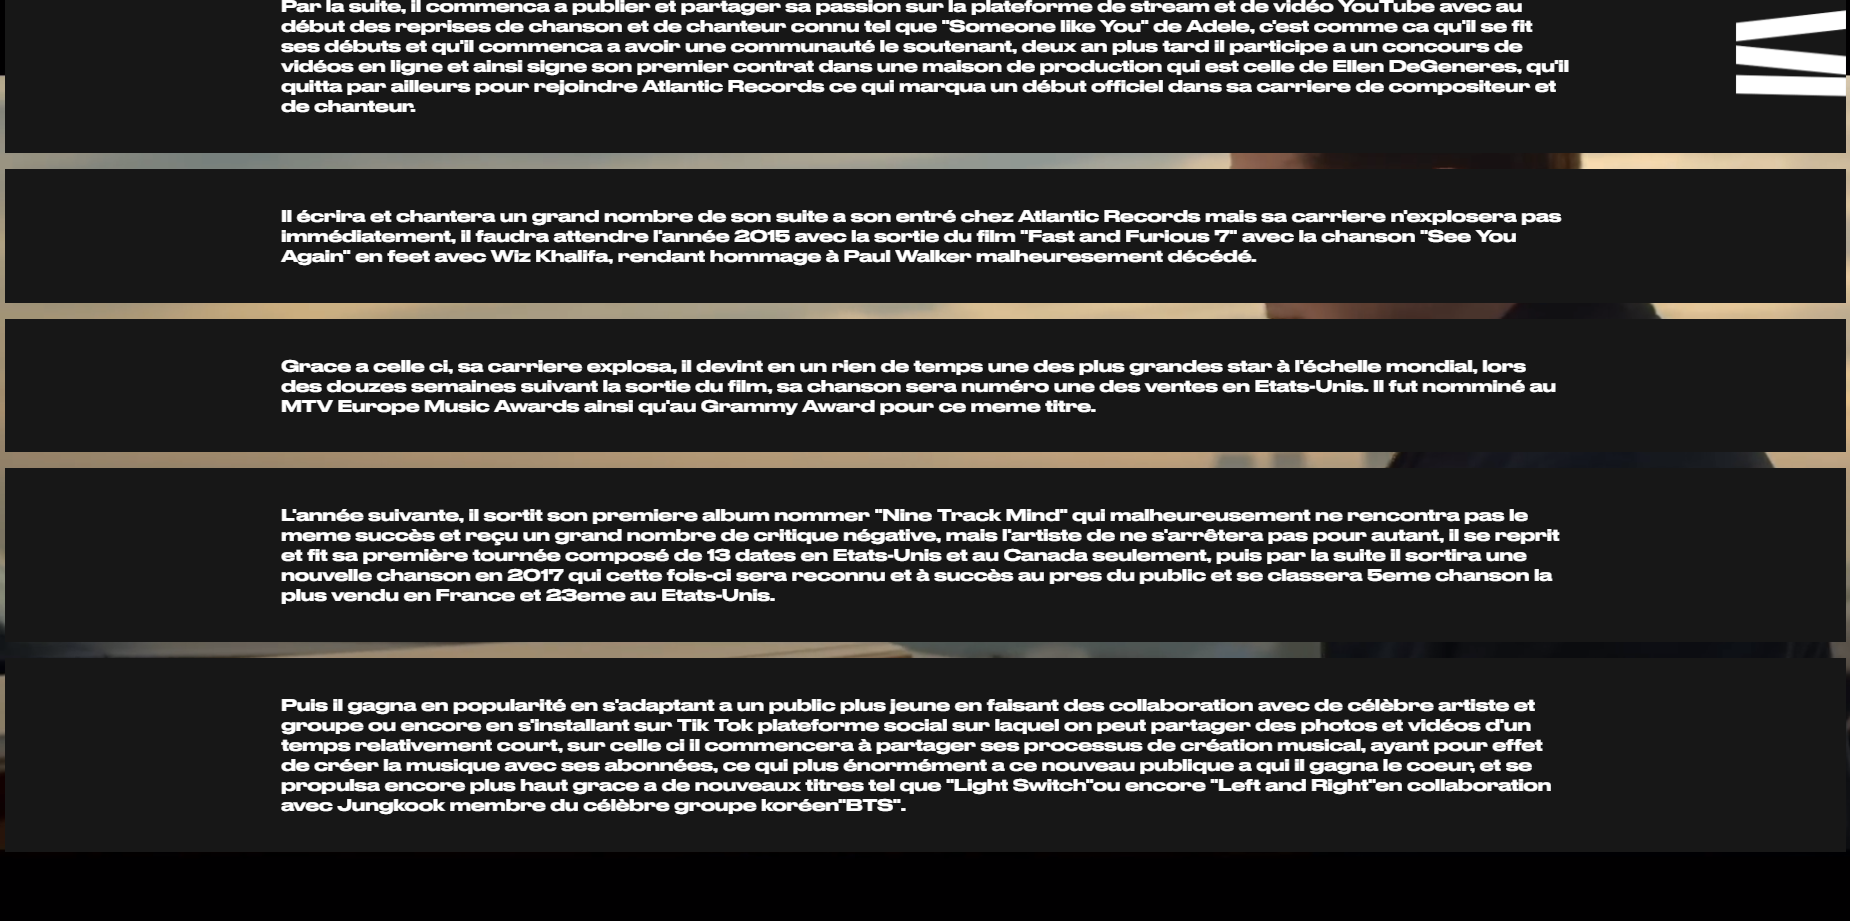 Par la suite, il commenca a publier et partager sa passion sur la plateforme de stream et de vidéo YouTube avec au
début des reprises de chanson et de chanteur connu tel que "Someone like You" de Adele, c'est comme ca qu'il se fit
ses débuts et qu'il commenca a avoir une communauté le soutenant, deux an plus tard il participe a un concours de
vidéos en ligne et ainsi signe son premier contrat dans une maison de production qui est celle de Ellen DeGeneres, qu'il
quitta par ailleurs pour rejoindre Atlantic Records ce qui marqua un début officiel dans sa carriere de compositeur et
de chanteur.
Il écrira et chantera un grand nombre de son suite a son entré chez Atlantic Records mais sa carriere n'explosera pas
immédiatement, il faudra attendre l'année 2015 avec la sortie du film "Fast and Furious 7" avec la chanson "See You
Again" en feet avec Wiz Khalifa, rendant hommage à Paul Walker malheuresement décédé.
Grace a celle ci, sa carriere explosa, il devint en un rien de temps une des plus grandes star à l'échelle mondial, lors
des douzes semaines suivant la sortie du film, sa chanson sera numéro une des ventes en Etats-Unis. Il fut nomminé au
MTV Europe Music Awards ainsi qu'au Grammy Award pour ce meme titre.
L'année suivante, il sortit son premiere album nommer "Nine Track Mind" qui malheureusement ne rencontra pas le
meme succès et reçu un grand nombre de critique négative, mais l'artiste de ne s'arrêtera pas pour autant, il se reprit
et fit sa première tournée composé de 13 dates en Etats-Unis et au Canada seulement, puis par la suite il sortira une
nouvelle chanson en 2017 qui cette fois-ci sera reconnu et à succès au pres du public et se classera 5eme chanson la
plus vendu en France et 23eme au Etats-Unis.
Puis il gagna en popularité en s'adaptant a un public plus jeune en faisant des collaboration avec de célèbre artiste et
groupe ou encore en s'installant sur Tik Tok plateforme social sur laquel on peut partager des photos et vidéos d'un
temps relativement court, sur celle ci il commencera à partager ses processus de création musical, ayant pour effet
de créer la musique avec ses abonnées, ce qui plus énormément a ce nouveau publique a qui il gagna le coeur, et se
propulsa encore plus haut grace a de nouveaux titres tel que "Light Switch"ou encore "Left and Right"en collaboration
avec Jungkook membre du célèbre groupe koréen"BTS".